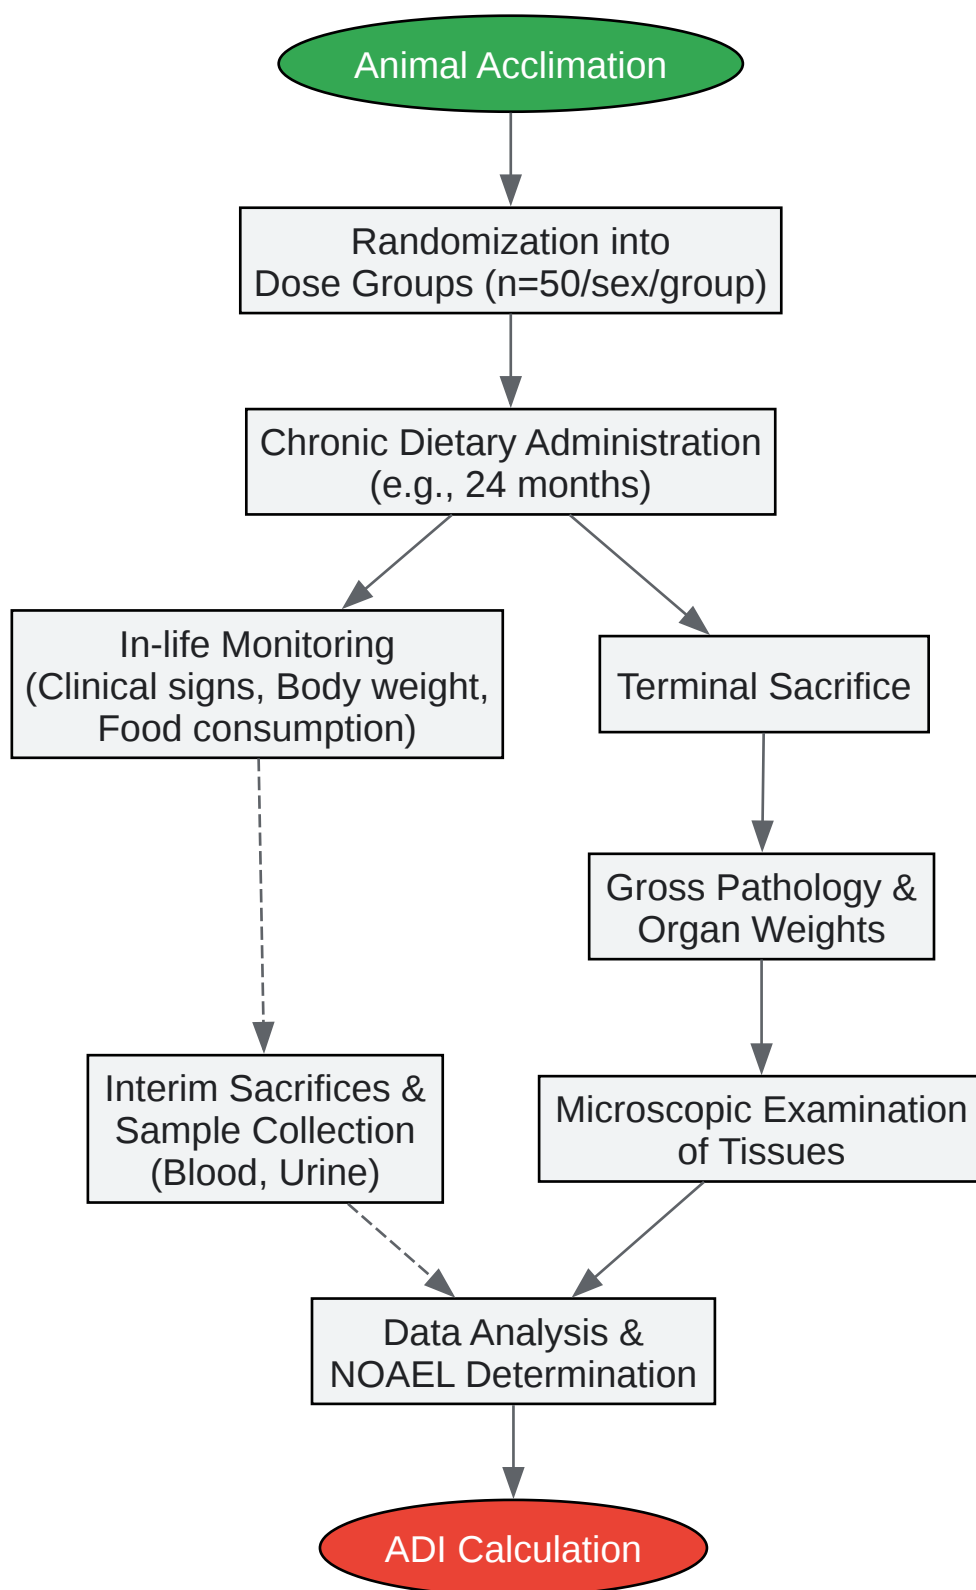 Animal Acclimation
Randomization into
Dose Groups (n=50/sex/group)
Chronic Dietary Administration
(e.g., 24 months)
In-life Monitoring
(Clinical signs, Body weight,
Food consumption)
Terminal Sacrifice
Gross Pathology &
Organ Weights
Interim Sacrifices &
Sample Collection
(Blood, Urine)
Microscopic Examination
of Tissues
Data Analysis &
NOAEL Determination
ADI Calculation